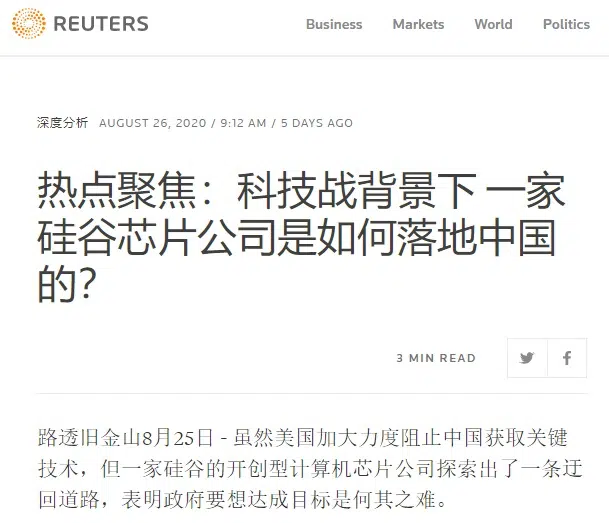 REUTERS Business Markets World Politics
深度分析 AUGUST 26, 2020 / 9:12 AM / 5 DAYS AGO
热点聚焦：科技战背景下 一家
硅谷芯片公司是如何落地中国
的？
3 MIN READ
路透旧金山8月25日 - 虽然美国加大力度阻止中国获取关键
技术，但一家硅谷的开创型计算机芯片公司探索出了一条迂
回道路，表明政府要想达成目标是何其之难。